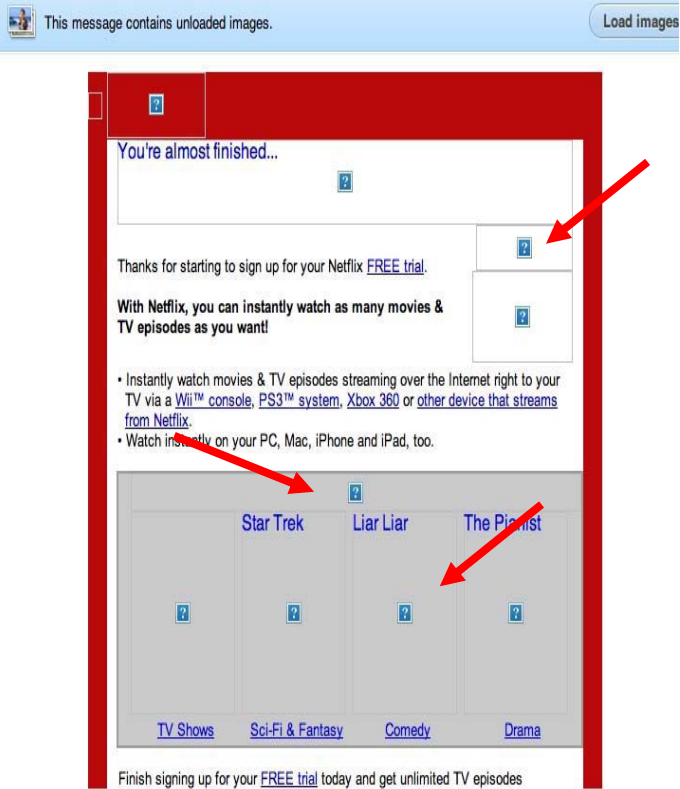 This message contains unloaded images.
Load images
You're almost finished...
Thanks for starting to sign up for your Netflix FREE trial.
With Netflix, you can instantly watch as many movies &
TV episodes as you want!
• Instantly watch movies & TV episodes streaming over the Internet right to your
TV via a Wii™ console, PS3™ system, Xbox 360 or other device that streams
from Netflix.
• Watch instantly on your PC, Mac, iPhone and iPad, too.
Star Trek
Liar Liar
The Pianist
TV Shows
Sci-Fi & Fantasy
Comedy
Drama
Finish signing up for your FREE trial today and get unlimited TV episodes